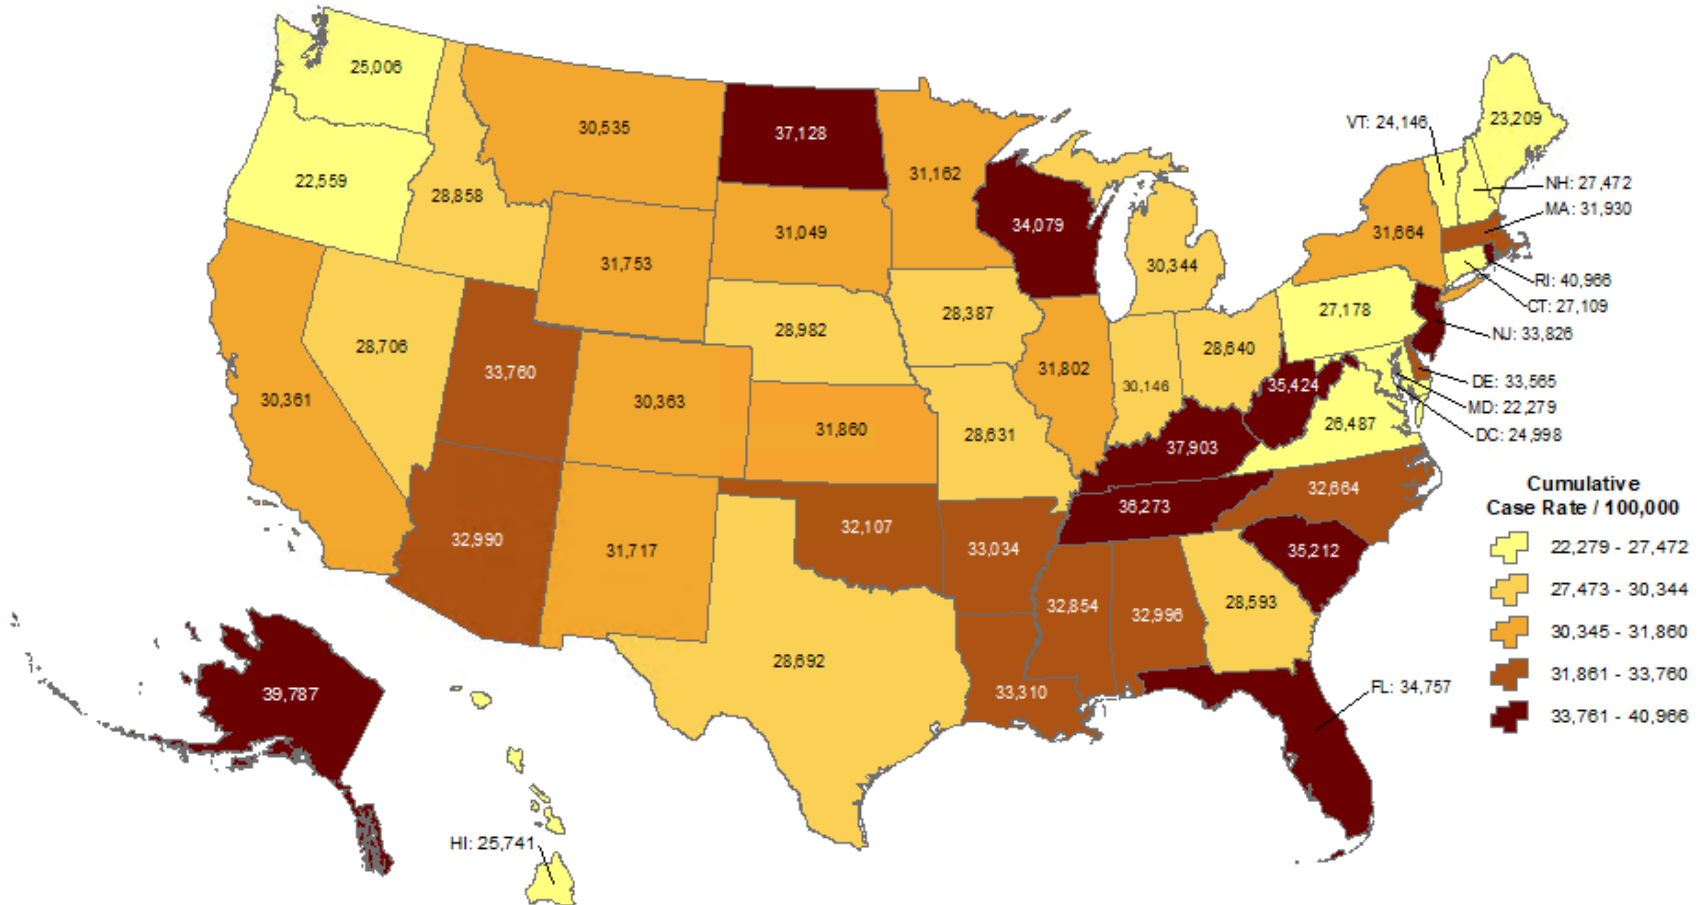 25,006
30,535
37,128
31,162
VT: 24,146
23,209
22,559
28,858
NH: 27,472
MA: 31,930
31,049
34,079
31,664
31,753
30,344
RI: 40,966
CT: 27,109
28,982
28,387
27,178
NJ: 33,826
28,706
33,760
31,802
30,146
28,640
35,424
DE: 33,565
MD: 22,279
30,361
30,363
31,860
28,631
37,903
26,487
DC: 24,998
32,990
31,717
32,107
33,034
36,273
32,664
35,212
32,854
32,996
28,593
Cumulative
Case Rate / 100,000
22,279 - 27,472
27,473 - 30,344
30,345 - 31,860
31,861 - 33,760
33,761 - 40,966
39,787
28,692
33,310
FL: 34,757
HI: 25,741